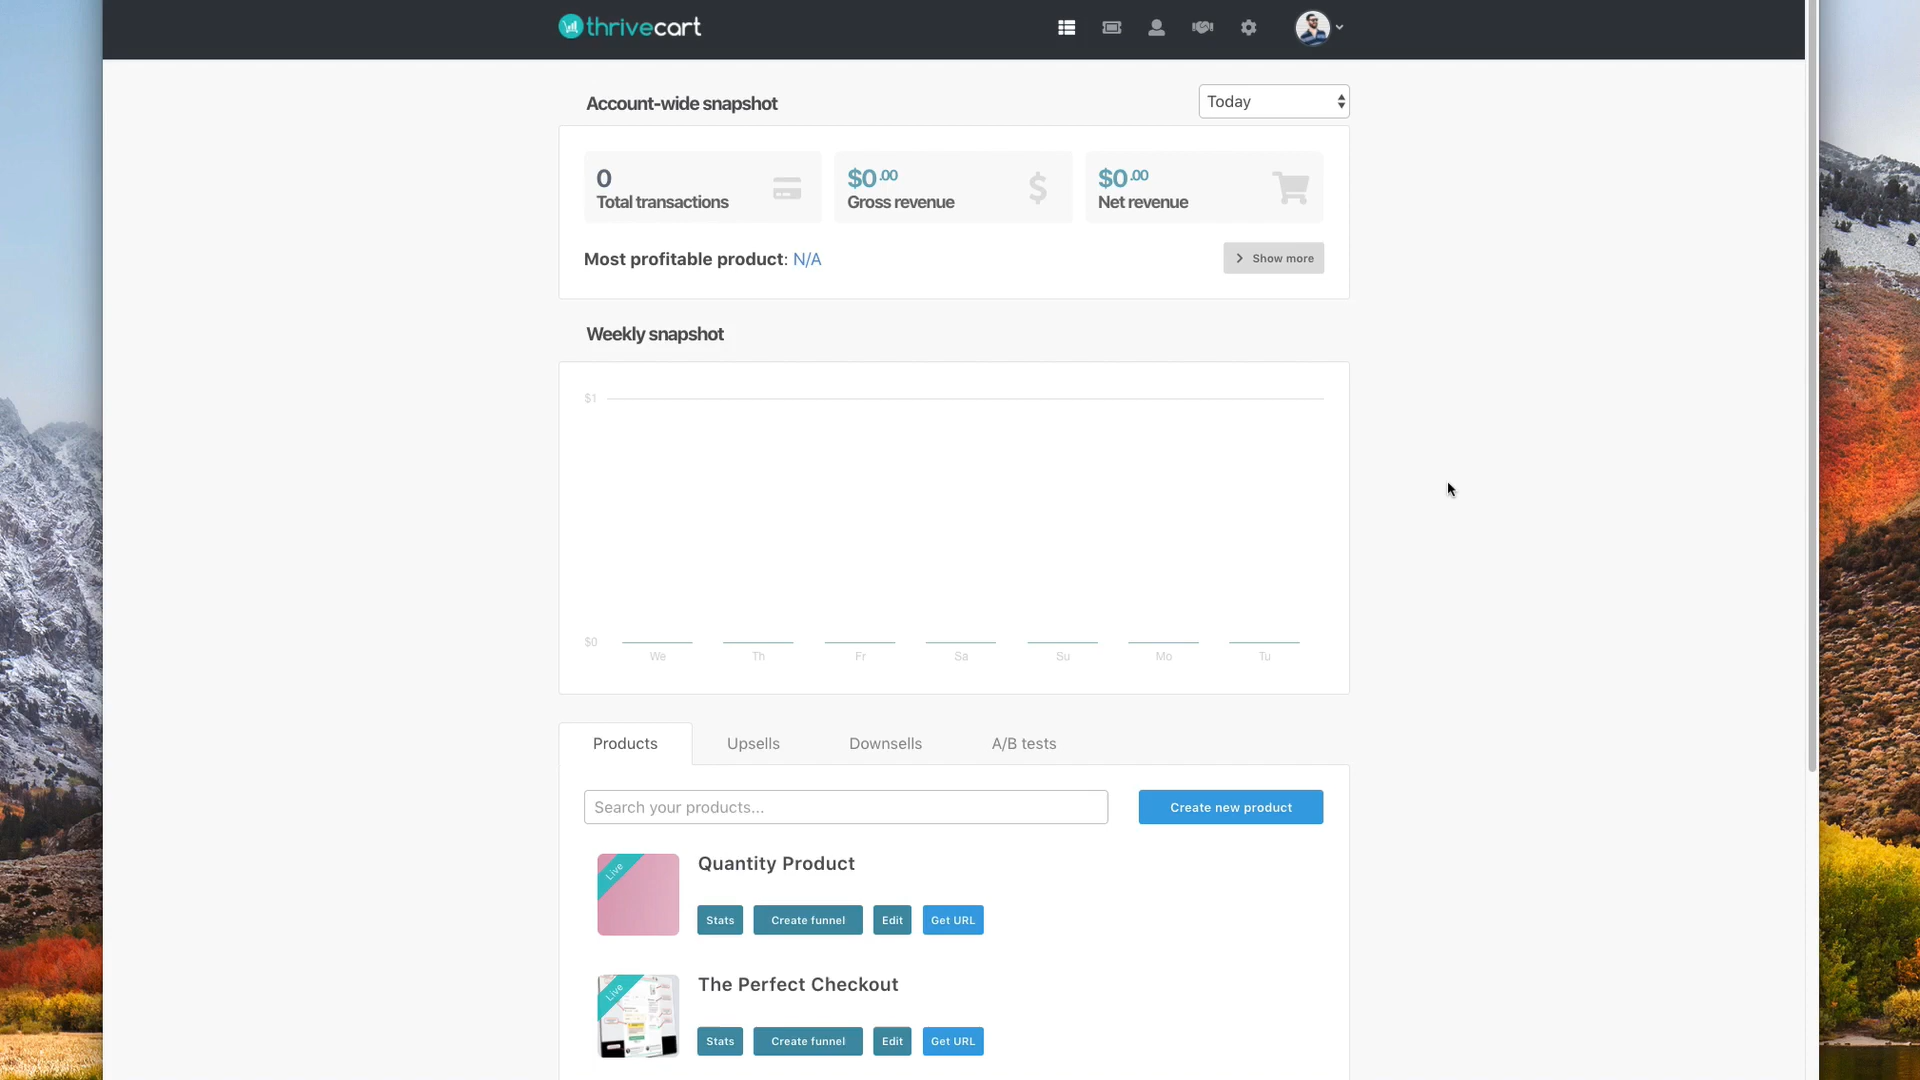 thrivecart
Account-wide snapshot
Today
0
Total transactions
$0.00
Gross revenue
$0.00
Net revenue
Most profitable product: N/A
Show more
Weekly snapshot
$1
$0
We Th Fr Sa Su Mo Tu
Products Upsells Downsells A/B tests
Search your products...
Create new product
Live
Quantity Product
Stats Create funnel Edit Get URL
Live
The Perfect Checkout
Stats Create funnel Edit Get URL